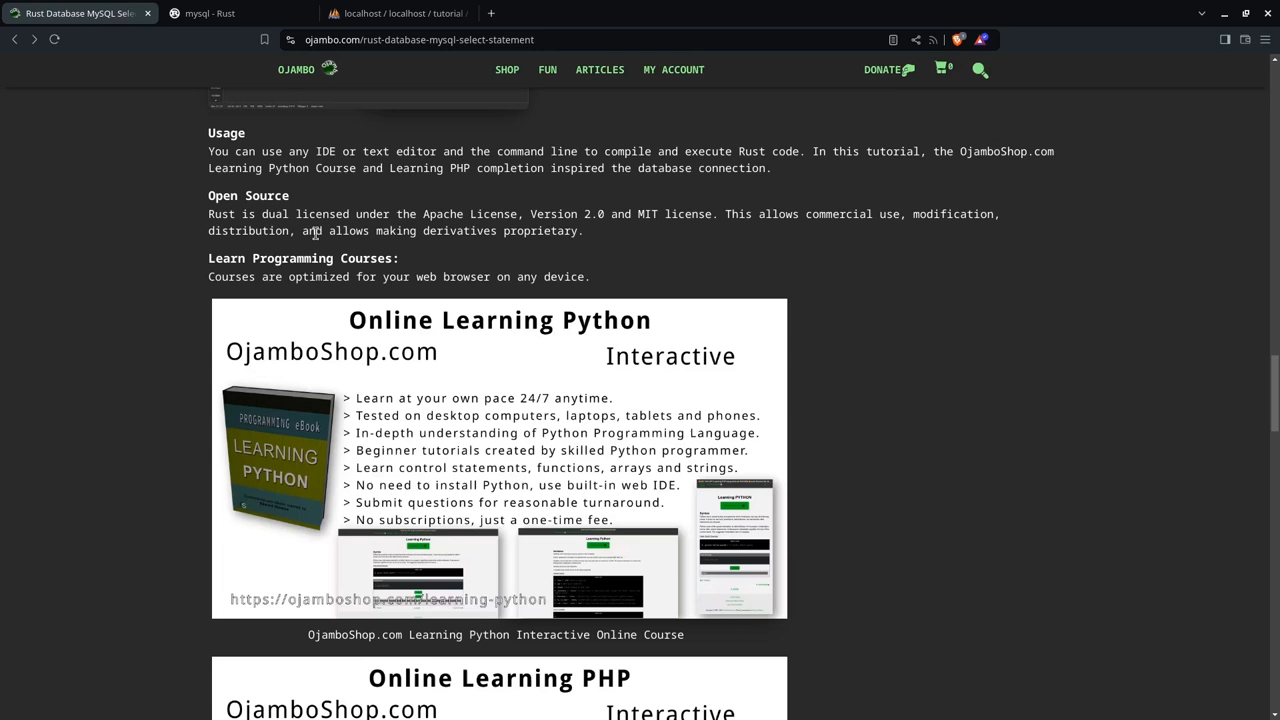 Rust Database MySQL Sele
mysql - Rust
localhost / localhost / tutorial /
ojambo.com/rust-database-mysql-select-statement
OJAMBO
SHOP
FUN
ARTICLES
MY ACCOUNT
DONATE
0
Usage
You can use any IDE or text editor and the command line to compile and execute Rust code. In this tutorial, the OjamboShop.com
Learning Python Course and Learning PHP completion inspired the database connection.
Open Source
Rust is dual licensed under the Apache License, Version 2.0 and MIT license. This allows commercial use, modification,
distribution, and allows making derivatives proprietary.
Learn Programming Courses:
Courses are optimized for your web browser on any device.
Online Learning Python
OjamboShop.com
Interactive
PROGRAMMING eBook
LEARNING
PYTHON
> Learn at your own pace 24/7 anytime.
> Tested on desktop computers, laptops, tablets and phones.
> In-depth understanding of Python Programming Language.
> Beginner tutorials created by skilled Python programmer.
> Learn control statements, functions, arrays and strings.
> No need to install Python, use built-in web IDE.
> Submit questions for reasonable turnaround.
> No subscription, just a one-time fee.
Learning Python
Learning Python
Learning PYTHON
https://ojamboshop.com/learning-python
OjamboShop.com Learning Python Interactive Online Course
Online Learning PHP
OjamboShop.com
Interactive